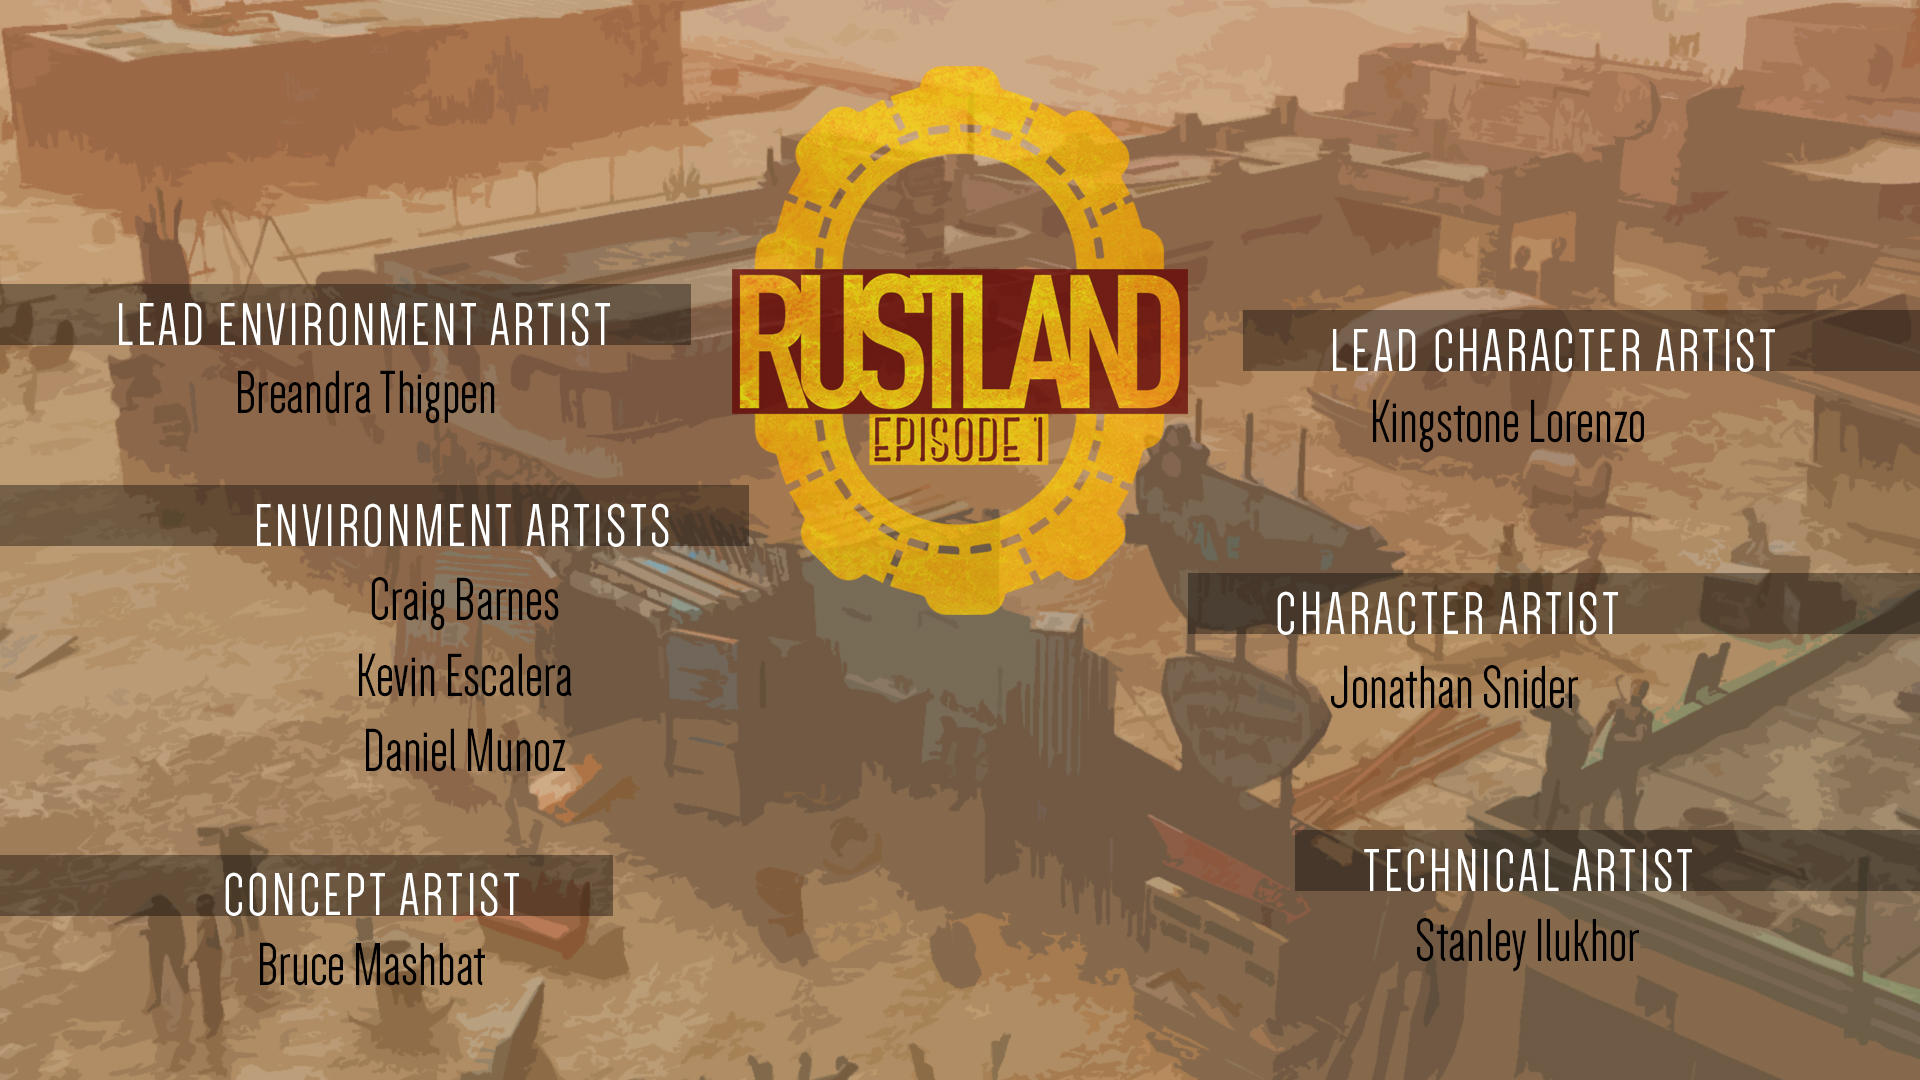 RUSTLAND
EPISODE 1
LEAD ENVIRONMENT ARTIST
Breandra Thigpen
ENVIRONMENT ARTISTS
Craig Barnes
Kevin Escalera
Daniel Munoz
CONCEPT ARTIST
Bruce Mashbat
LEAD CHARACTER ARTIST
Kingstone Lorenzo
CHARACTER ARTIST
Jonathan Snider
TECHNICAL ARTIST
Stanley Ilukhor